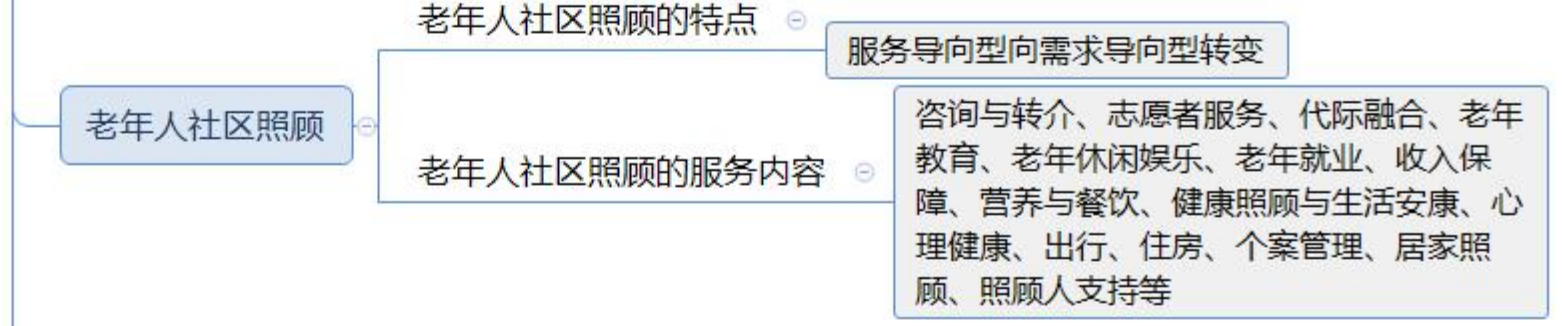 老年人社区照顾的特点
服务导向型向需求导向型转变
老年人社区照顾
老年人社区照顾的服务内容
咨询与转介、志愿者服务、代际融合、老年
教育、老年休闲娱乐、老年就业、收入保
障、营养与餐饮、健康照顾与生活安康、心
理健康、出行、住房、个案管理、居家照
顾、照顾人支持等